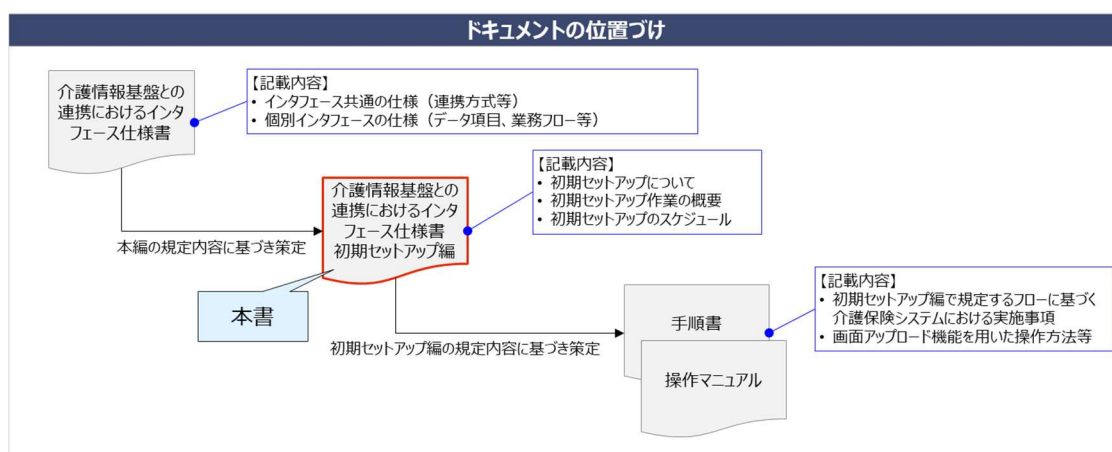 ドキュメントの位置づけ
介護情報基盤との
連携におけるインタ
フェース仕様書
【記載内容】
• インタフェース共通の仕様（連携方式等）
• 個別インタフェースの仕様（データ項目、業務フロー等）
本編の規定内容に基づき策定
介護情報基盤との
連携におけるインタ
フェース仕様書
初期セットアップ編
【記載内容】
• 初期セットアップについて
• 初期セットアップ作業の概要
• 初期セットアップのスケジュール
本書
初期セットアップ編の規定内容に基づき策定
手順書
操作マニュアル
【記載内容】
• 初期セットアップ編で規定するフローに基づく
介護保険システムにおける実施事項
• 画面アップロード機能を用いた操作方法等